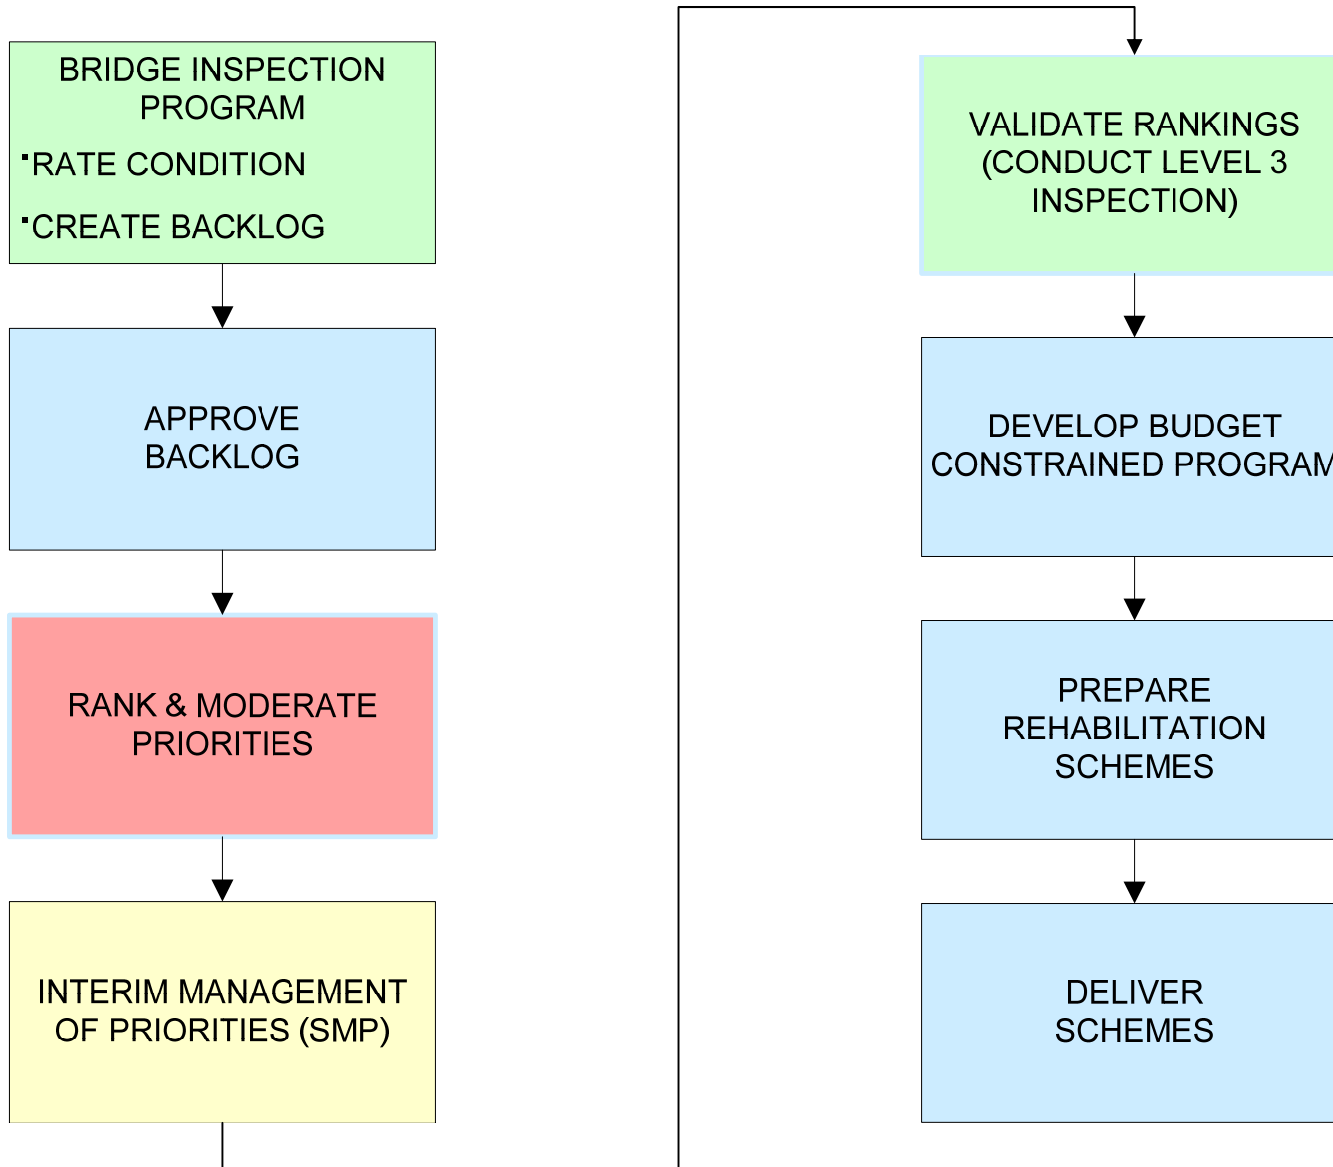 BRIDGE INSPECTION
PROGRAM
▪RATE CONDITION
▪CREATE BACKLOG
APPROVE
BACKLOG
RANK & MODERATE
PRIORITIES
INTERIM MANAGEMENT
OF PRIORITIES (SMP)
VALIDATE RANKINGS
(CONDUCT LEVEL 3
INSPECTION)
DEVELOP BUDGET
CONSTRAINED PROGRAM
PREPARE
REHABILITATION
SCHEMES
DELIVER
SCHEMES